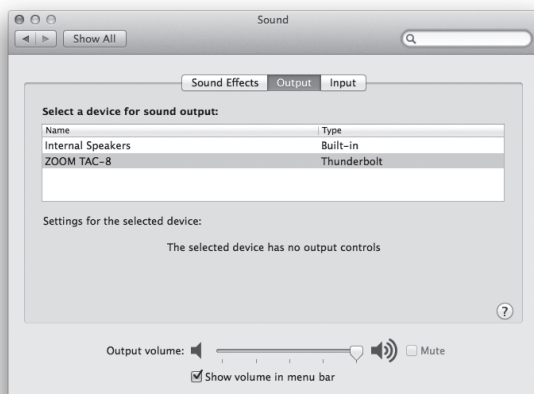 Sound
Show All
Sound Effects Output Input
Select a device for sound output:
Name Type
Internal Speakers Built-in
ZOOM TAC-8 Thunderbolt
Settings for the selected device:
The selected device has no output controls
?
Output volume: Mute
Show volume in menu bar